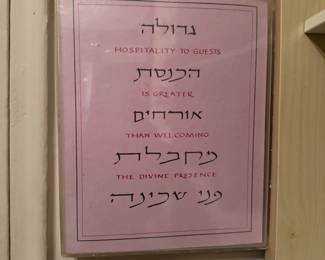 גדולה
HOSPITALITY TO GUESTS
הכנסת
IS GREATER
אורחים
THAN WELCOMING
מקבלת
THE DIVINE PRESENCE
פני שכינה